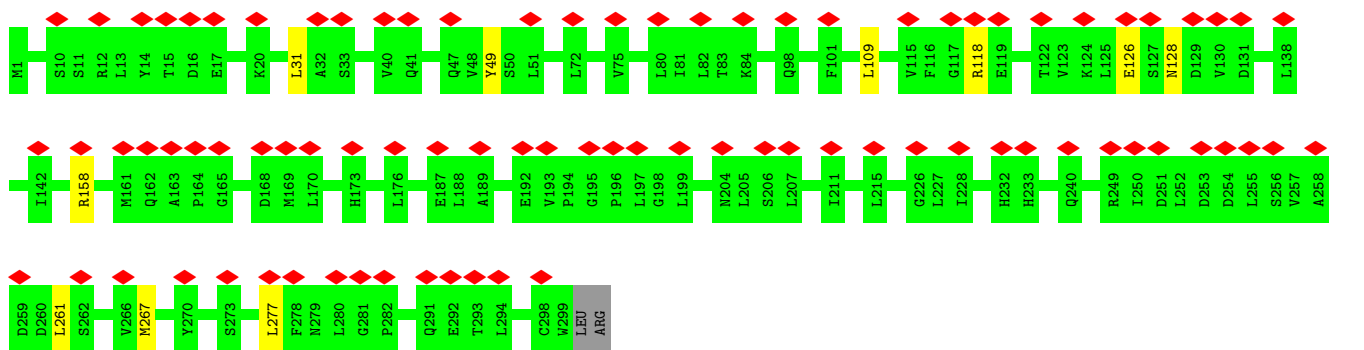 M1 S10 S11 R12 L13 Y14 T15 D16 E17 K20 L31 A32 S33 V40 Q41 Q47 V48 Y49 S50 L51 L72 V75 L80 I81 L82 T83 K84 Q98 F101 L109 V115 F116 G117 R118 E119 T122 V123 K124 L125 E126 S127 N128 D129 V130 D131 L138
I142 R158 M161 Q162 A163 P164 G165 D168 M169 L170 H173 L176 E187 L188 A189 E192 V193 P194 G195 P196 L197 G198 L199 N204 L205 S206 L207 I211 L215 G226 L227 I228 H232 H233 Q240 R249 I250 D251 L252 D253 D254 L255 S256 V257 A258
D259 D260 L261 S262 V266 M267 Y270 S273 L277 F278 N279 L280 G281 P282 Q291 E292 T293 L294 C298 W299 LEU ARG